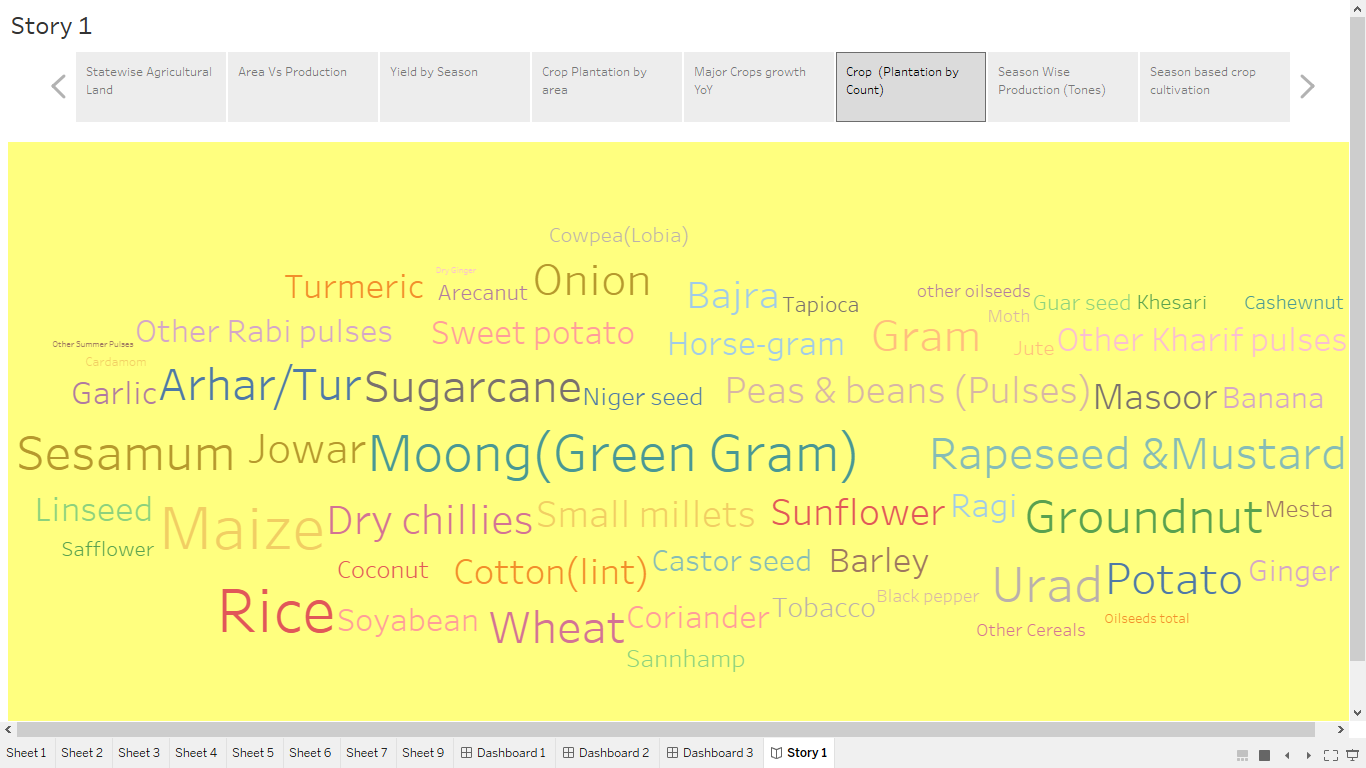 Story 1
Statewise Agricultural
Land
Area Vs Production
Yield by Season
Crop Plantation by
area
Major Crops growth
YoY
Crop (Plantation by
Count)
Season Wise
Production (Tones)
Season based crop
cultivation
Cowpea(Lobia)
Dry Ginger
Turmeric
Arecanut
Onion
Bajra
Tapioca
other oilseeds
Guar seed
Khesari
Cashewnut
Moth
Other Summer Pulses
Other Rabi pulses
Sweet potato
Horse-gram
Gram
Jute
Other Kharif pulses
Cardamom
Garlic
Arhar/Tur
Sugarcane
Niger seed
Peas & beans (Pulses)
Masoor
Banana
Sesamum
Jowar
Moong(Green Gram)
Rapeseed &Mustard
Linseed
Maize
Dry chillies
Small millets
Sunflower
Ragi
Groundnut
Mesta
Safflower
Coconut
Cotton(lint)
Castor seed
Barley
Urad
Potato
Ginger
Rice
Soyabean
Wheat
Coriander
Tobacco
Black pepper
Other Cereals
Oilseeds total
Sannhamp
Sheet 1
Sheet 2
Sheet 3
Sheet 4
Sheet 5
Sheet 6
Sheet 7
Sheet 9
Dashboard 1
Dashboard 2
Dashboard 3
Story 1